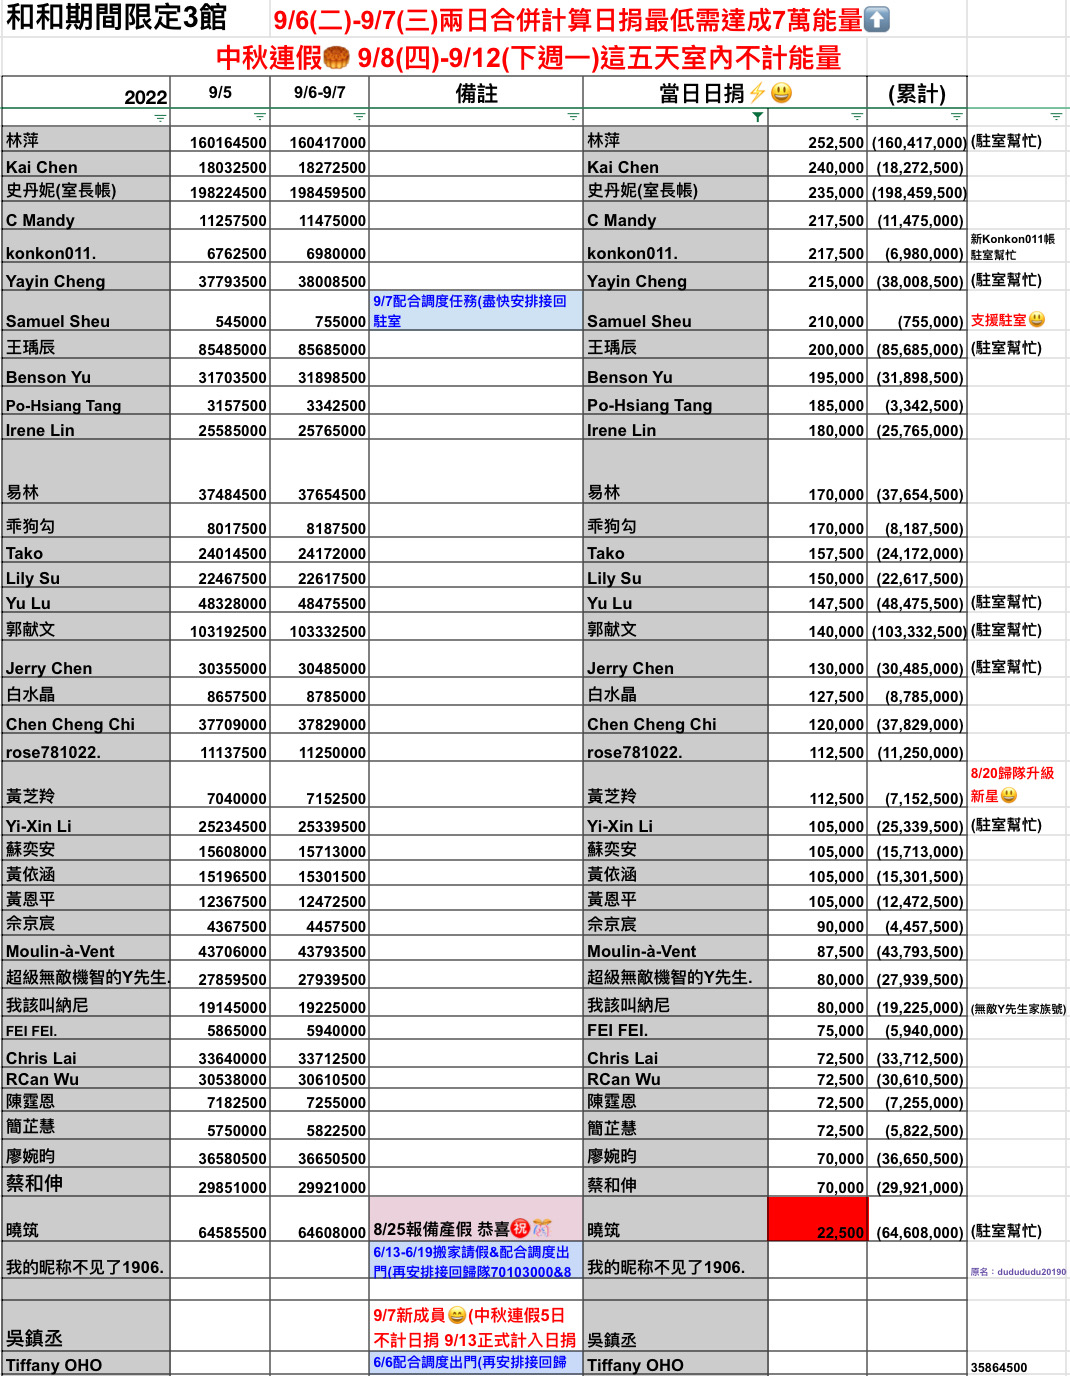 和和期間限定3館 9/6(二)-9/7(三)兩日合併計算日捐最低需達成7萬能量⬆️
中秋連假🥮 9/8(四)-9/12(下週一)這五天室內不計能量
2022 9/5 9/6-9/7 備註 當日日捐⚡😃 (累計)
林萍 160164500 160417000 林萍 252,500 (160,417,000) (駐室幫忙)
Kai Chen 18032500 18272500 Kai Chen 240,000 (18,272,500)
史丹妮(室長帳) 198224500 198459500 史丹妮(室長帳) 235,000 (198,459,500)
C Mandy 11257500 11475000 C Mandy 217,500 (11,475,000)
konkon011. 6762500 6980000 konkon011. 217,500 (6,980,000) 新Konkon011帳
駐室幫忙
Yayin Cheng 37793500 38008500 Yayin Cheng 215,000 (38,008,500) (駐室幫忙)
9/7配合調度任務(盡快安排接回
駐室
Samuel Sheu 545000 755000 Samuel Sheu 210,000 (755,000) 支援駐室😃
王瑀辰 85485000 85685000 王瑀辰 200,000 (85,685,000) (駐室幫忙)
Benson Yu 31703500 31898500 Benson Yu 195,000 (31,898,500)
Po-Hsiang Tang 3157500 3342500 Po-Hsiang Tang 185,000 (3,342,500)
Irene Lin 25585000 25765000 Irene Lin 180,000 (25,765,000)
易林 37484500 37654500 易林 170,000 (37,654,500)
乖狗勾 8017500 8187500 乖狗勾 170,000 (8,187,500)
Tako 24014500 24172000 Tako 157,500 (24,172,000)
Lily Su 22467500 22617500 Lily Su 150,000 (22,617,500)
Yu Lu 48328000 48475500 Yu Lu 147,500 (48,475,500) (駐室幫忙)
郭献文 103192500 103332500 郭献文 140,000 (103,332,500) (駐室幫忙)
Jerry Chen 30355000 30485000 Jerry Chen 130,000 (30,485,000) (駐室幫忙)
白水晶 8657500 8785000 白水晶 127,500 (8,785,000)
Chen Cheng Chi 37709000 37829000 Chen Cheng Chi 120,000 (37,829,000)
rose781022. 11137500 11250000 rose781022. 112,500 (11,250,000)
8/20歸隊升級
新星😃
黃芝羚 7040000 7152500 黃芝羚 112,500 (7,152,500)
Yi-Xin Li 25234500 25339500 Yi-Xin Li 105,000 (25,339,500) (駐室幫忙)
蘇奕安 15608000 15713000 蘇奕安 105,000 (15,713,000)
黃依涵 15196500 15301500 黃依涵 105,000 (15,301,500)
黃恩平 12367500 12472500 黃恩平 105,000 (12,472,500)
佘京宸 4367500 4457500 佘京宸 90,000 (4,457,500)
Moulin-à-Vent 43706000 43793500 Moulin-à-Vent 87,500 (43,793,500)
超級無敵機智的Y先生. 27859500 27939500 超級無敵機智的Y先生. 80,000 (27,939,500)
我該叫納尼 19145000 19225000 我該叫納尼 80,000 (19,225,000) (無敵Y先生家族號)
FEI FEI. 5865000 5940000 FEI FEI. 75,000 (5,940,000)
Chris Lai 33640000 33712500 Chris Lai 72,500 (33,712,500)
RCan Wu 30538000 30610500 RCan Wu 72,500 (30,610,500)
陳霆恩 7182500 7255000 陳霆恩 72,500 (7,255,000)
簡芷慧 5750000 5822500 簡芷慧 72,500 (5,822,500)
廖婉昀 36580500 36650500 廖婉昀 70,000 (36,650,500)
蔡和伸 29851000 29921000 蔡和伸 70,000 (29,921,000)
曉筑 64585500 64608000 8/25報備產假 恭喜㊗️🎊 曉筑 22,500 (64,608,000) (駐室幫忙)
6/13-6/19搬家請假&配合調度出
門(再安排接回歸隊70103000&8
我的昵称不见了1906. 我的昵称不见了1906. 原名：dudududu20190
9/7新成員😄(中秋連假5日
不計日捐 9/13正式計入日捐
吳鎮丞 吳鎮丞
Tiffany OHO 6/6配合調度出門(再安排接回歸 Tiffany OHO 35864500